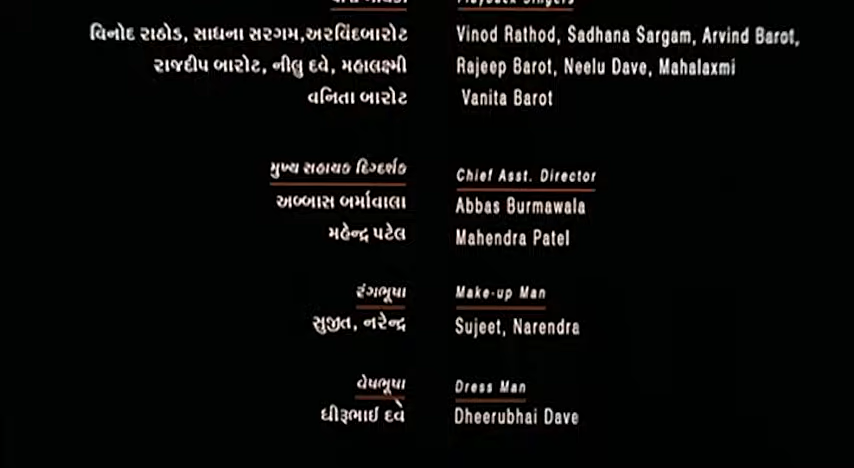 Playback Singers
વિનોદ રાઠોડ, સાધના સરગમ,અરવિંદબારોટ Vinod Rathod, Sadhana Sargam, Arvind Barot,
રાજદીપ બારોટ, નીલુ દવે, મહાલક્ષ્મી Rajeep Barot, Neelu Dave, Mahalaxmi
વનિતા બારોટ Vanita Barot
મુખ્ય સહાયક દિગ્દર્શક Chief Asst. Director
અબ્બાસ બર્માવાલા Abbas Burmawala
મહેન્દ્ર પટેલ Mahendra Patel
રંગભૂષા Make-up Man
સુજીત, નરેન્દ્ર Sujeet, Narendra
વેષભૂષા Dress Man
ધીરૂભાઈ દવે Dheerubhai Dave